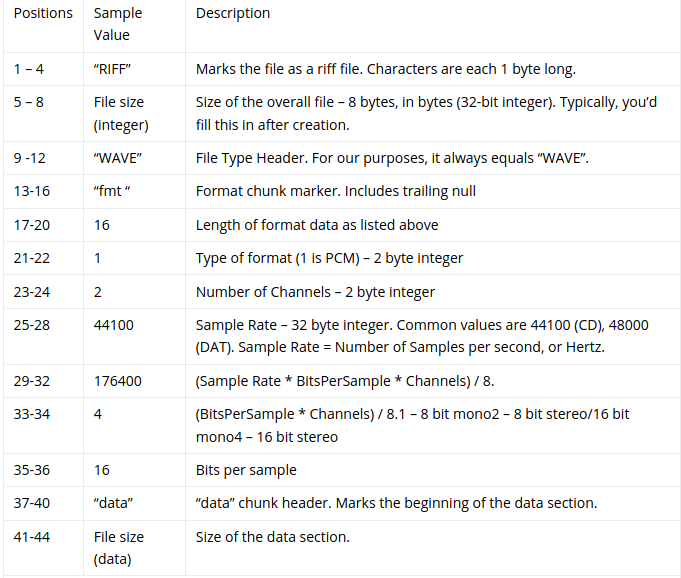 Positions Sample Value Description
1 – 4 “RIFF” Marks the file as a riff file. Characters are each 1 byte long.
5 – 8 File size (integer) Size of the overall file – 8 bytes, in bytes (32-bit integer). Typically, you’d
fill this in after creation.
9 -12 “WAVE” File Type Header. For our purposes, it always equals “WAVE”.
13-16 “fmt “ Format chunk marker. Includes trailing null
17-20 16 Length of format data as listed above
21-22 1 Type of format (1 is PCM) – 2 byte integer
23-24 2 Number of Channels – 2 byte integer
25-28 44100 Sample Rate – 32 byte integer. Common values are 44100 (CD), 48000
(DAT). Sample Rate = Number of Samples per second, or Hertz.
29-32 176400 (Sample Rate * BitsPerSample * Channels) / 8.
33-34 4 (BitsPerSample * Channels) / 8.1 – 8 bit mono2 – 8 bit stereo/16 bit
mono4 – 16 bit stereo
35-36 16 Bits per sample
37-40 “data” “data” chunk header. Marks the beginning of the data section.
41-44 File size (data) Size of the data section.